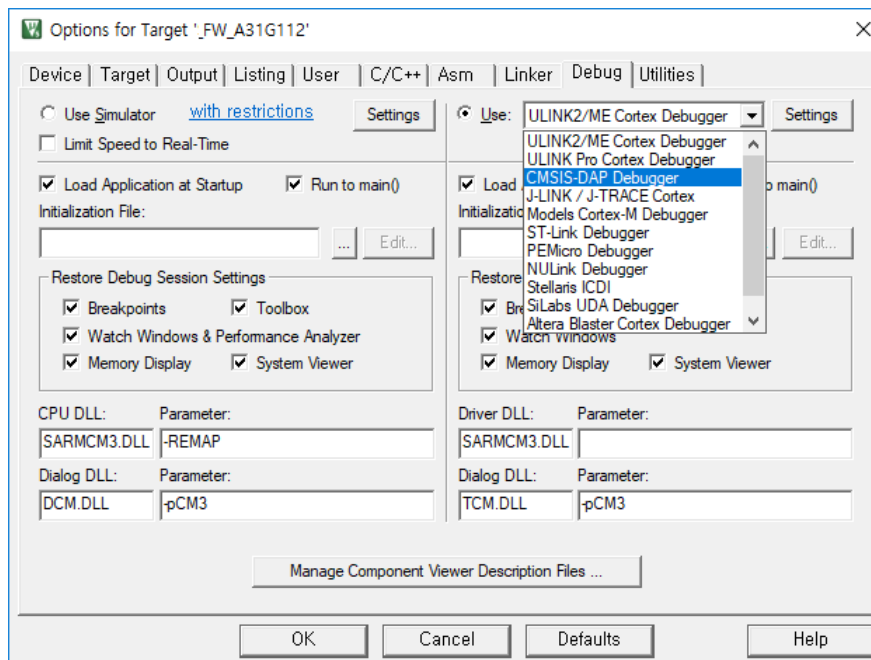 Options for Target '_FW_A31G112'
Device Target Output Listing User C/C++ Asm Linker Debug Utilities
Use Simulator with restrictions Settings
Limit Speed to Real-Time
Load Application at Startup Run to main()
Initialization File:
... Edit...
Restore Debug Session Settings
Breakpoints Toolbox
Watch Windows & Performance Analyzer
Memory Display System Viewer
CPU DLL: Parameter:
SARMCM3.DLL -REMAP
Dialog DLL: Parameter:
DCM.DLL -pCM3
Use: ULINK2/ME Cortex Debugger Settings
ULINK2/ME Cortex Debugger
ULINK Pro Cortex Debugger
CMSIS-DAP Debugger
J-LINK / J-TRACE Cortex
Models Cortex-M Debugger
ST-Link Debugger
PEMicro Debugger
NULink Debugger
Stellaris ICDI
SiLabs UDA Debugger
Altera Blaster Cortex Debugger
Load main()
Edit...
Restore
Watch Windows
Memory Display System Viewer
Driver DLL: Parameter:
SARMCM3.DLL
Dialog DLL: Parameter:
TCM.DLL -pCM3
Manage Component Viewer Description Files ...
OK Cancel Defaults Help